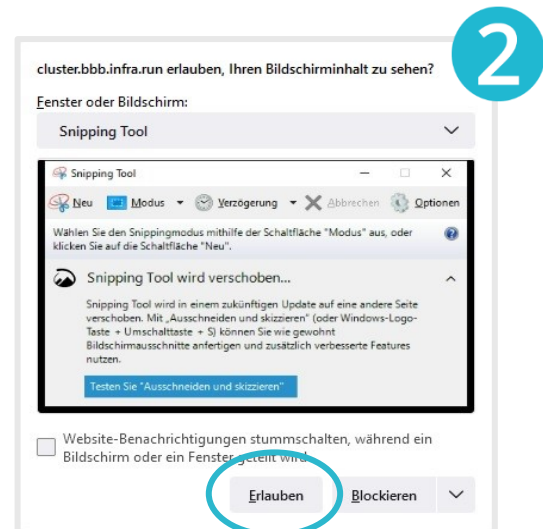 2
cluster.bbb.infra.run erlauben, Ihren Bildschirminhalt zu sehen?
Fenster oder Bildschirm:
Snipping Tool
Snipping Tool
Neu Modus Verzögerung Abbrechen Optionen
Wählen Sie den Snippingmodus mithilfe der Schaltfläche "Modus" aus, oder
klicken Sie auf die Schaltfläche "Neu".
Snipping Tool wird verschoben...
Snipping Tool wird in einem zukünftigen Update auf eine andere Seite
verschoben. Mit „Ausschneiden und skizzieren" (oder Windows-Logo-
Taste + Umschalttaste + S) können Sie wie gewohnt
Bildschirmausschnitte anfertigen und zusätzlich verbesserte Features
nutzen.
Testen Sie "Ausschneiden und skizzieren"
Website-Benachrichtigungen stummschalten, während ein
Bildschirm oder ein Fenster geteilt wird
Erlauben Blockieren